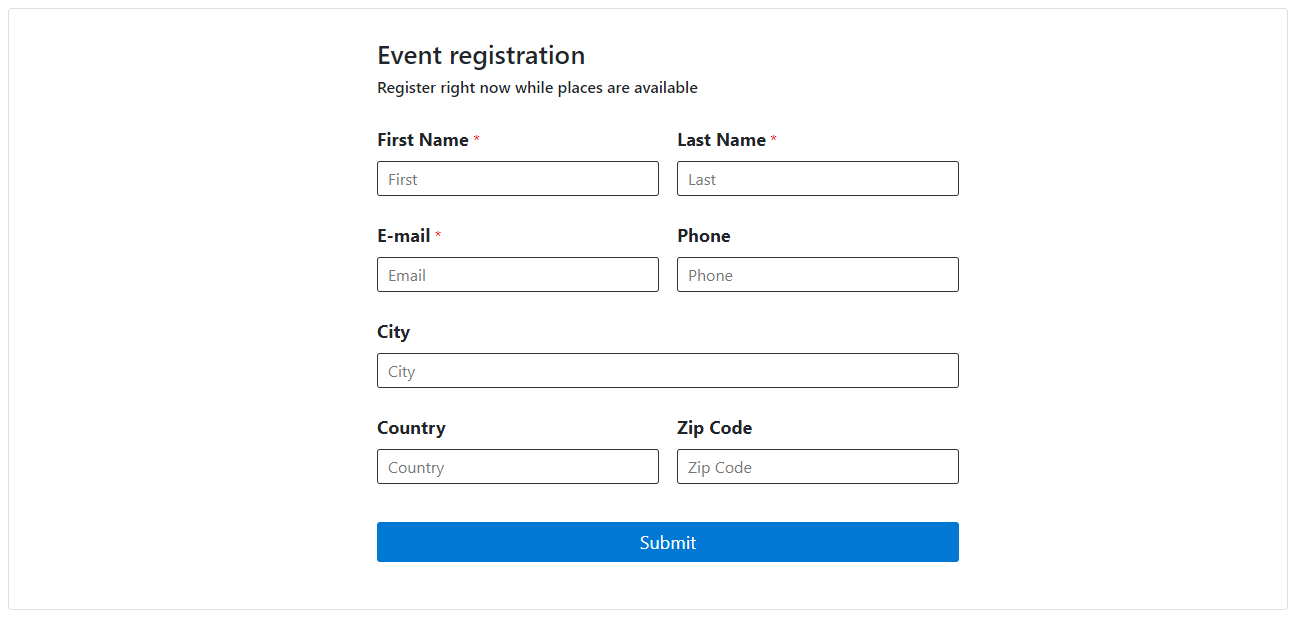 Event registration
Register right now while places are available
First Name * Last Name *
First Last
E-mail * Phone
Email Phone
City
City
Country Zip Code
Country Zip Code
Submit